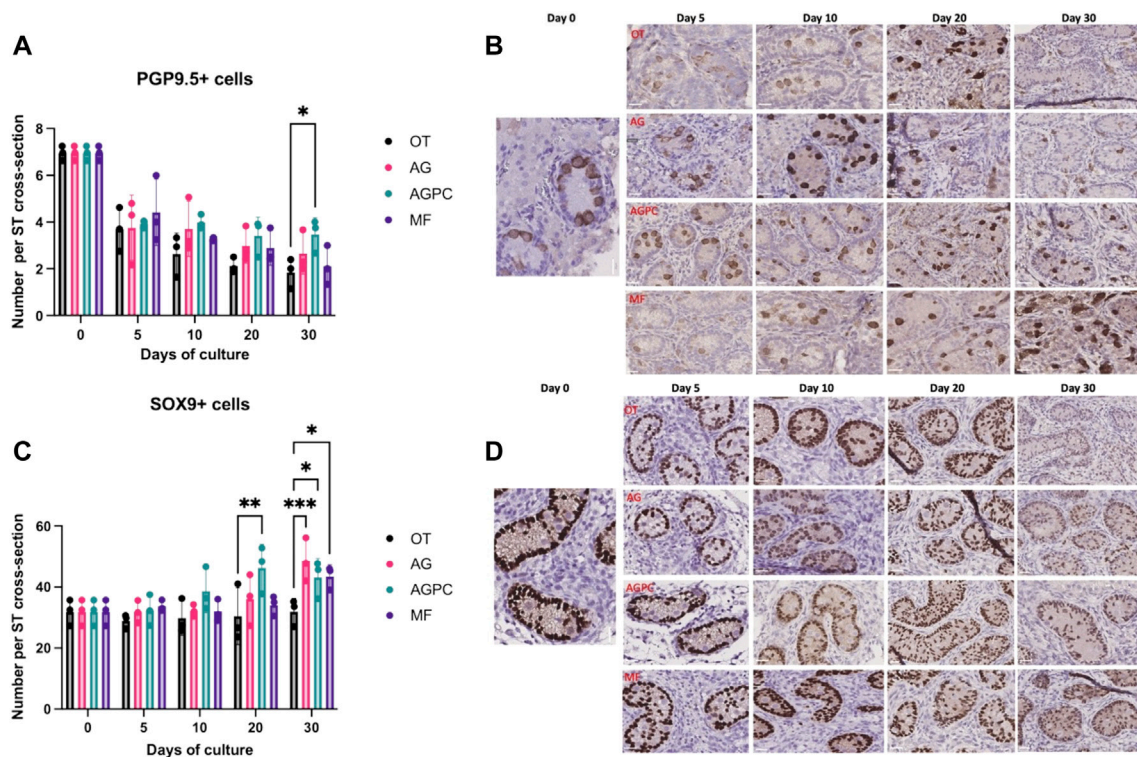 A
PGP9.5+ cells
Number per ST cross-section
8
6
4
2
0
*
OT
AG
AGPC
MF
0 5 10 20 30
Days of culture
B
Day 0 Day 5 Day 10 Day 20 Day 30
OT
AG
AGPC
MF
C
SOX9+ cells
Number per ST cross-section
60
40
20
0
**
***
*
*
OT
AG
AGPC
MF
0 5 10 20 30
Days of culture
D
Day 0 Day 5 Day 10 Day 20 Day 30
OT
AG
AGPC
MF